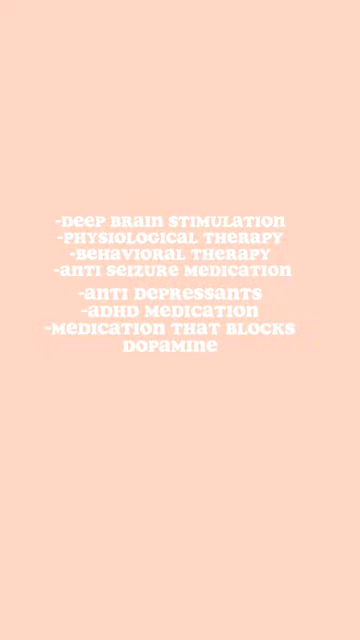 -Deep Brain Stimulation
-Physiological Therapy
-Behavioral Therapy
-Anti Seizure Medication
-Anti Depressants
-ADHD Medication
-Medication that blocks
dopamine